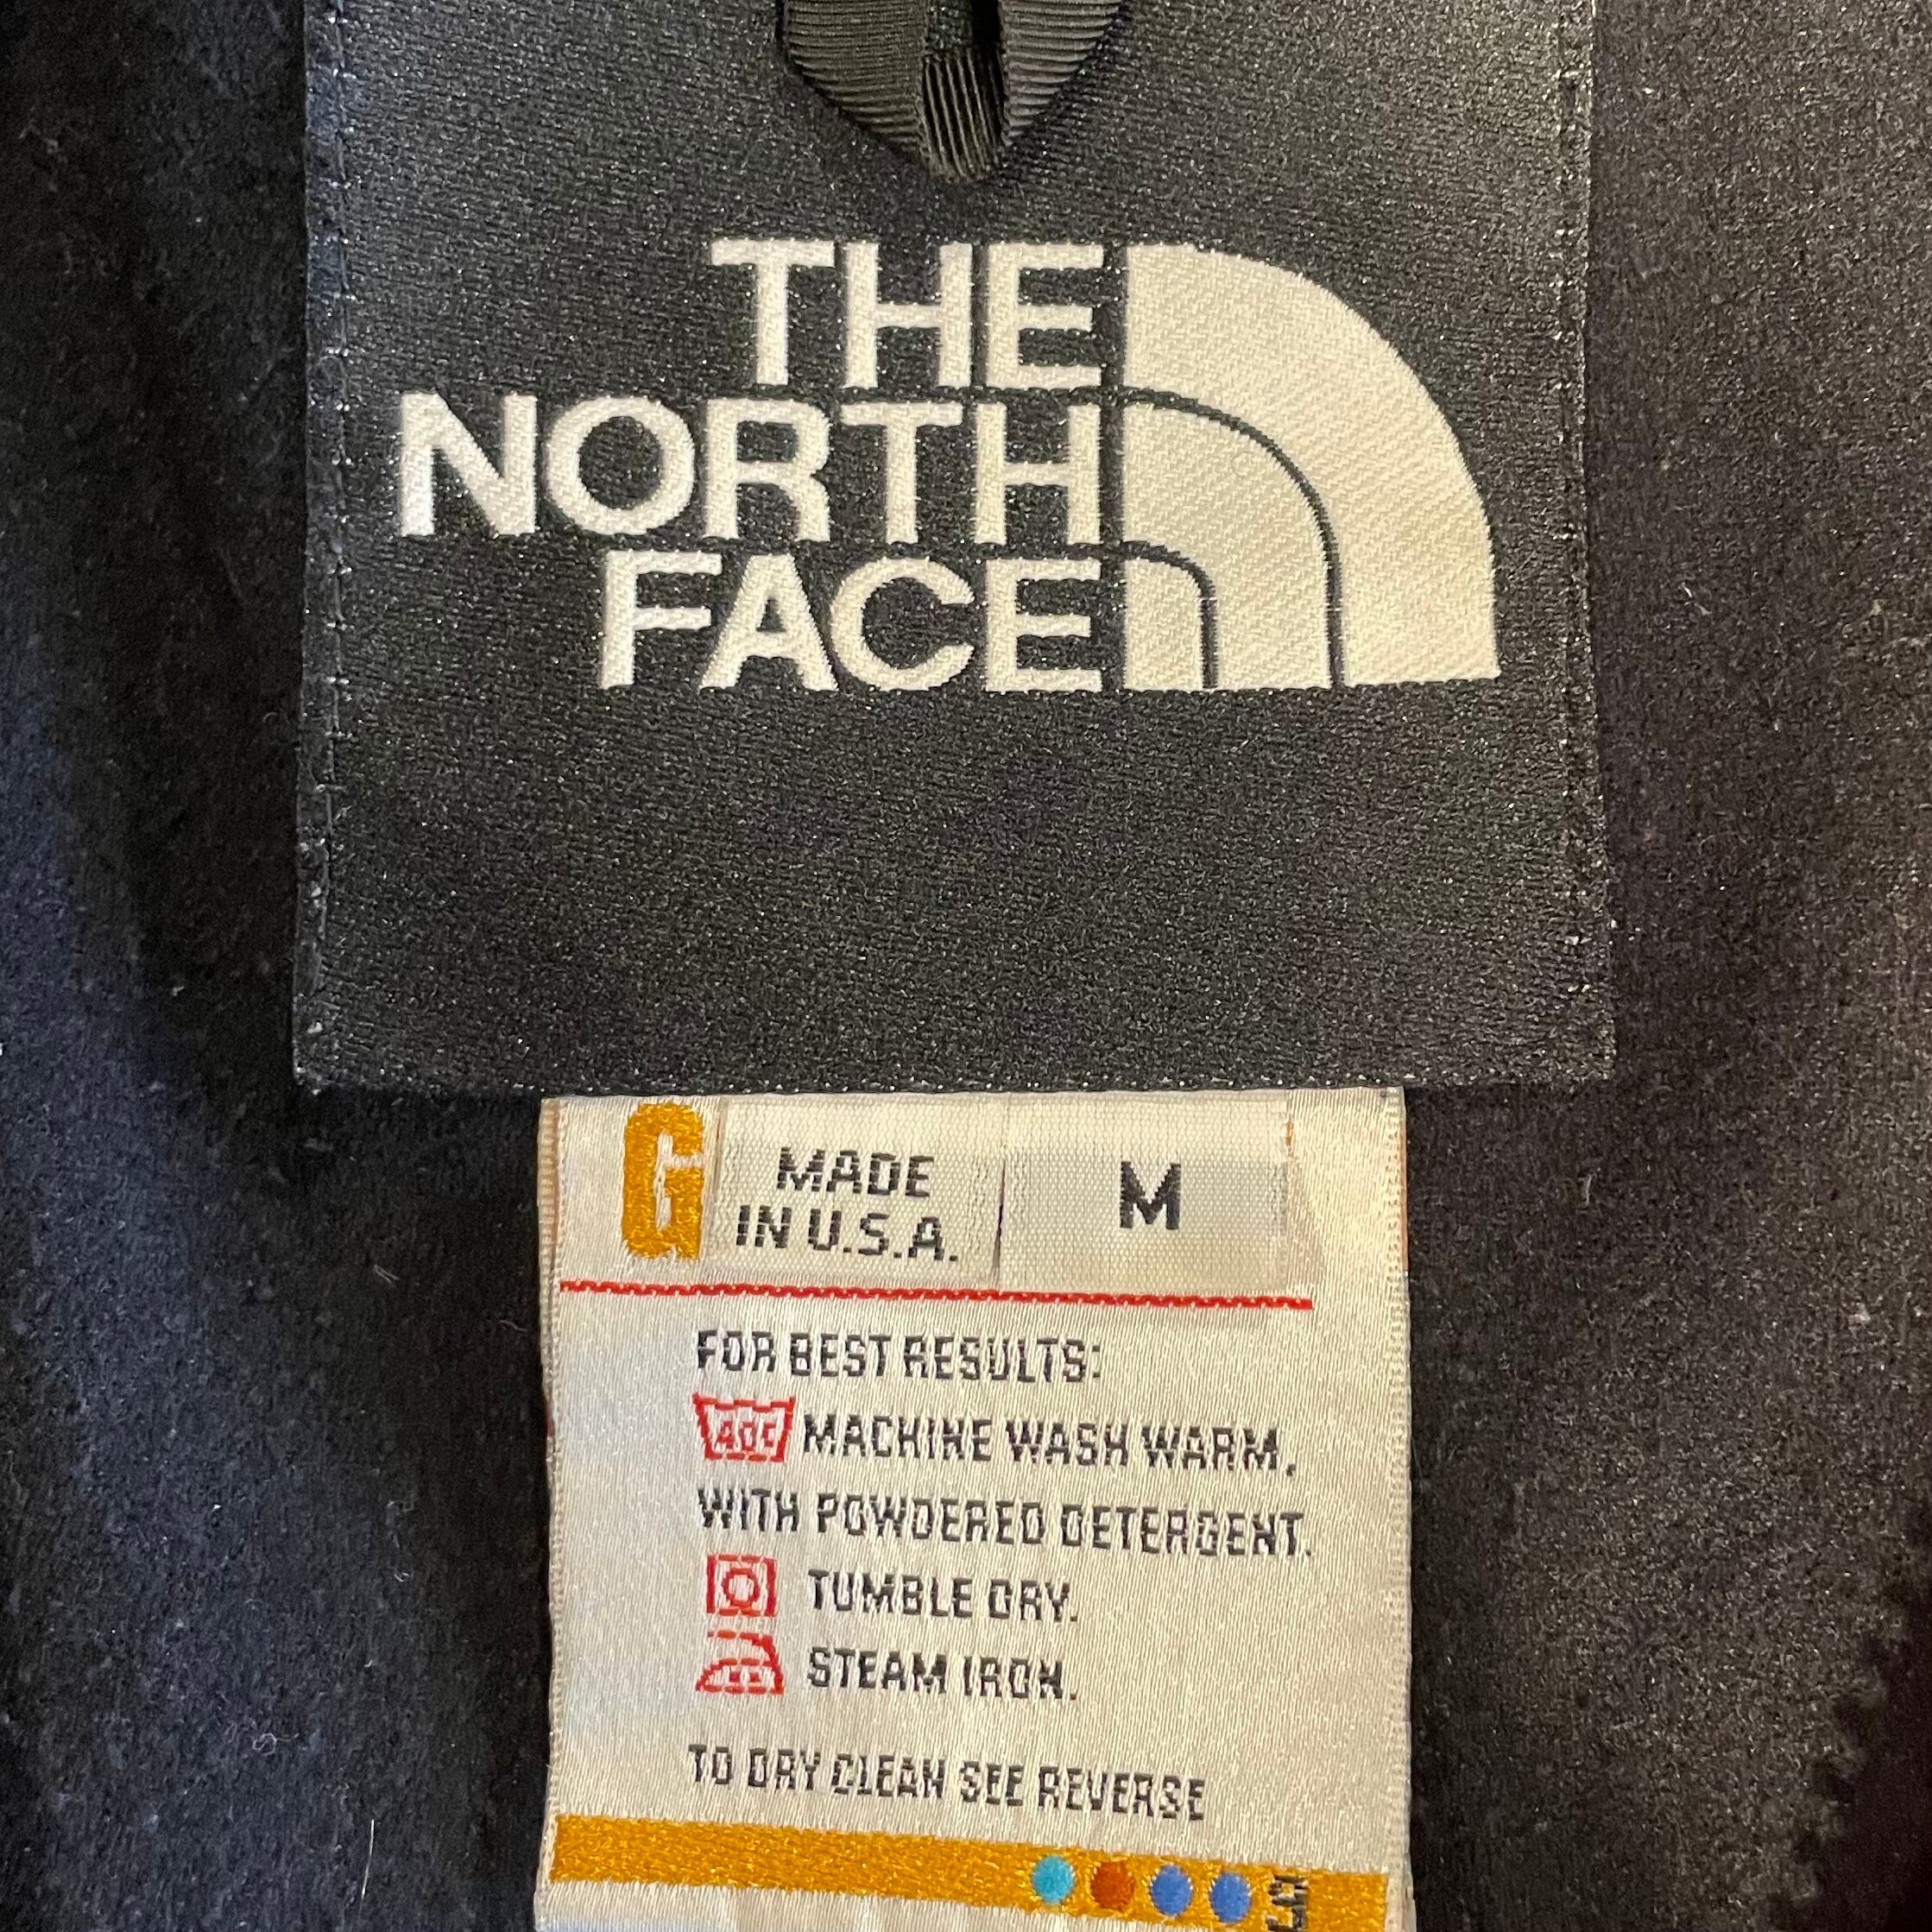 THE
NORTH
FACE
G MADE IN U.S.A. M
FOR BEST RESULTS:
40C MACHINE WASH WARM,
WITH POWDERED DETERGENT.
TUMBLE DRY.
STEAM IRON.
TO DRY CLEAN SEE REVERSE